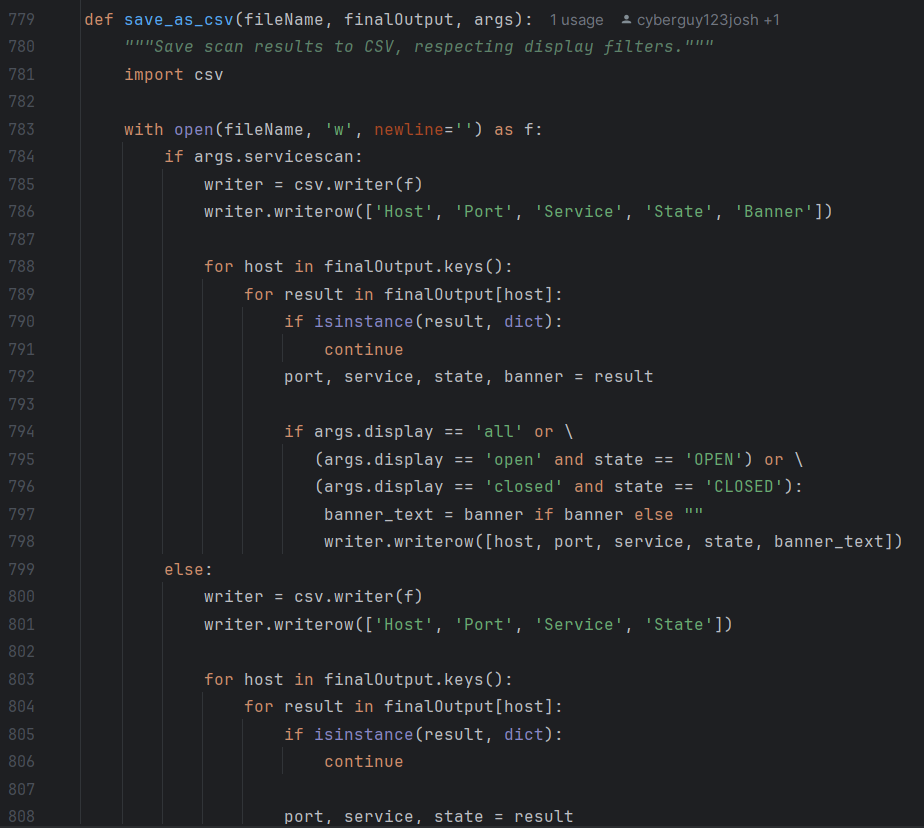 779 def save_as_csv(fileName, finalOutput, args): 1 usage cyberguy123josh +1
780     """Save scan results to CSV, respecting display filters."""
781     import csv
782
783     with open(fileName, 'w', newline='') as f:
784         if args.servicescan:
785             writer = csv.writer(f)
786             writer.writerow(['Host', 'Port', 'Service', 'State', 'Banner'])
787
788             for host in finalOutput.keys():
789                 for result in finalOutput[host]:
790                     if isinstance(result, dict):
791                         continue
792                     port, service, state, banner = result
793
794                     if args.display == 'all' or \
795                        (args.display == 'open' and state == 'OPEN') or \
796                        (args.display == 'closed' and state == 'CLOSED'):
797                         banner_text = banner if banner else ""
798                         writer.writerow([host, port, service, state, banner_text])
799         else:
800             writer = csv.writer(f)
801             writer.writerow(['Host', 'Port', 'Service', 'State'])
802
803             for host in finalOutput.keys():
804                 for result in finalOutput[host]:
805                     if isinstance(result, dict):
806                         continue
807
808                     port, service, state = result